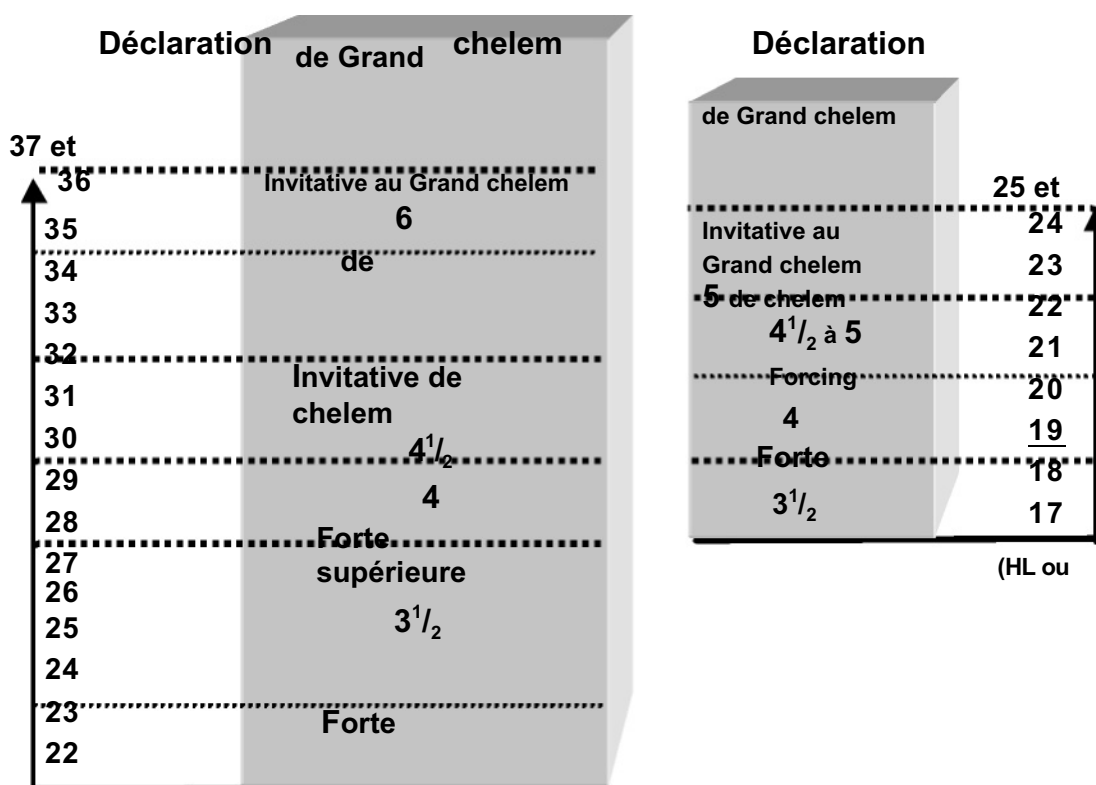 Déclaration de Grand chelem
37 et
36
Invitative au Grand chelem
6
35
de
34
33
32
Invitative de
chelem
31
30
4 1/2
29
4
28
Forte
supérieure
27
26
3 1/2
25
24
23
Forte
22
Déclaration
de Grand chelem
25 et
24
Invitative au
Grand chelem
23
5 de chelem
22
4 1/2 à 5
21
Forcing
20
4
19
Forte
18
3 1/2
17
(HL ou